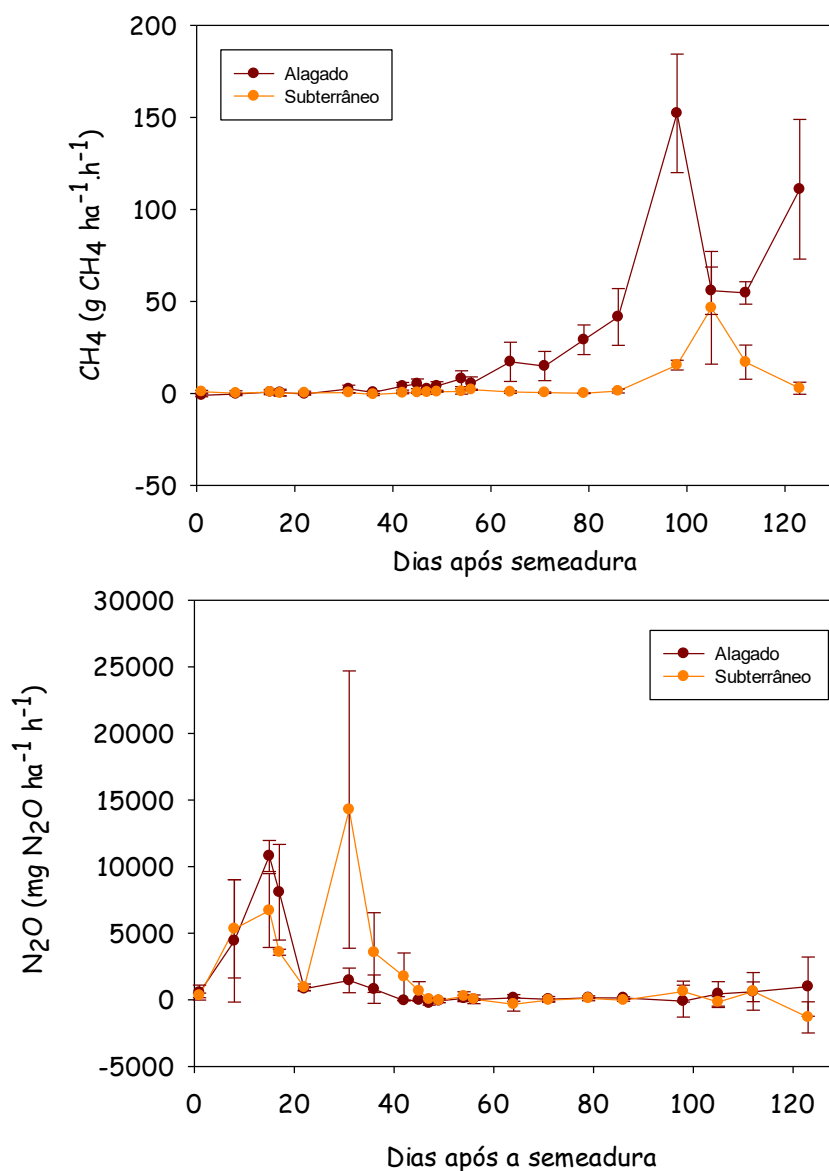 200
150
100
50
0
-50
CH4 (g CH4 ha-1.h-1)
Alagado
Subterrâneo
0 20 40 60 80 100 120
Dias após semeadura
30000
25000
20000
15000
10000
5000
0
-5000
N2O (mg N2O ha-1 h-1)
Alagado
Subterrâneo
0 20 40 60 80 100 120
Dias após a semeadura